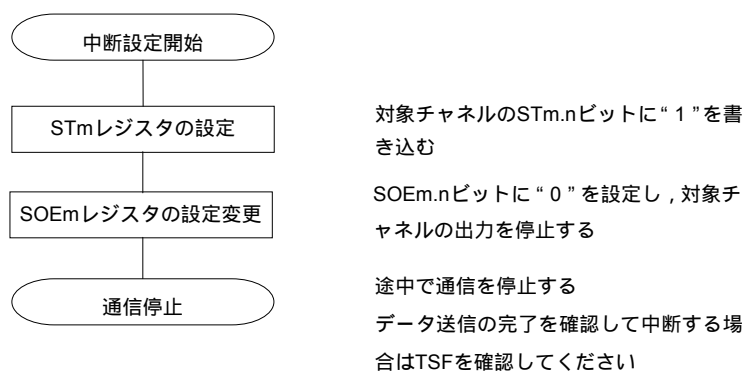 中断設定開始
STmレジスタの設定
対象チャネルのSTm.nビットに“１”を書
き込む
SOEmレジスタの設定変更
SOEm.nビットに“０”を設定し，対象チ
ャネルの出力を停止する
通信停止
途中で通信を停止する
データ送信の完了を確認して中断する場
合はTSFを確認してください